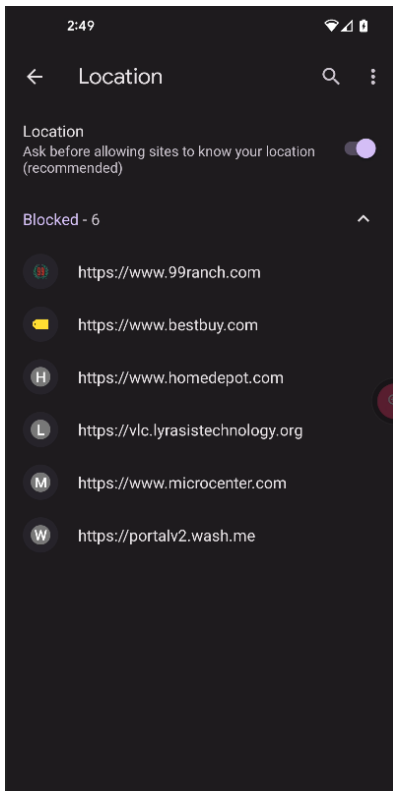 2:49
Location
Location
Ask before allowing sites to know your location
(recommended)
Blocked - 6
https://www.99ranch.com
https://www.bestbuy.com
H
https://www.homedepot.com
L
https://vlc.lyrasistechnology.org
M
https://www.microcenter.com
W
https://portalv2.wash.me